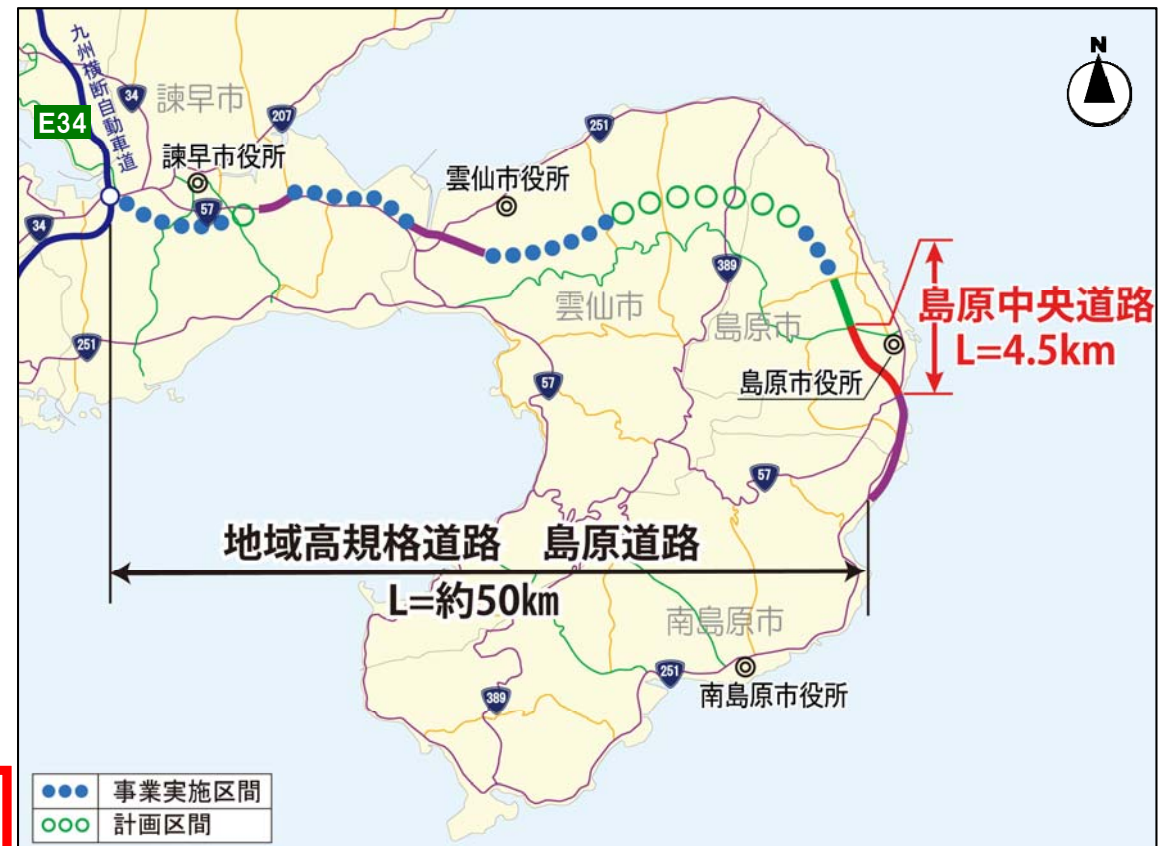 九州横断自動車道
E34
34
諫早市
207
諫早市役所
57
34
251
251
雲仙市役所
雲仙市
389
島原市
島原市役所
島原中央道路
L=4.5km
57
57
地域高規格道路 島原道路
L=約50㎞
南島原市
251
南島原市役所
389
N
事業実施区間
計画区間